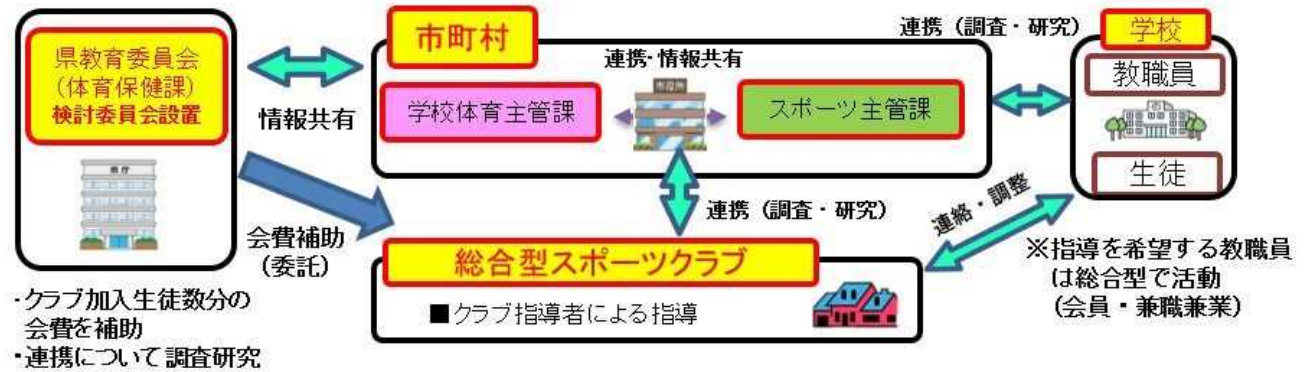 県教育委員会
(体育保健課)
検討委員会設置
県庁
・クラブ加入生徒数分の
会費を補助
・連携について調査研究
情報共有
会費補助
(委託)
市町村
連携・情報共有
学校体育主管課
市役所
スポーツ主管課
連携（調査・研究）
総合型スポーツクラブ
■クラブ指導者による指導
連携（調査・研究）
学校
教職員
生徒
連絡・調整
※指導を希望する教職員
は総合型で活動
(会員・兼職兼業)